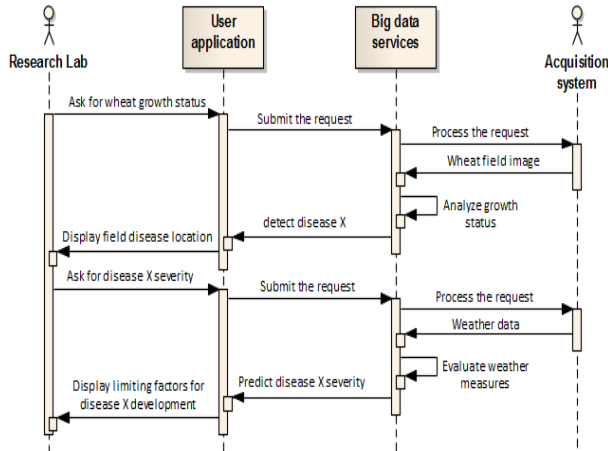 Research Lab
User
application
Big data
services
Acquisition
system
Ask for wheat growth status
Submit the request
Process the request
Wheat field image
Analyze growth
status
detect disease X
Display field disease location
Ask for disease X severity
Submit the request
Process the request
Weather data
Evaluate weather
measures
Predict disease X severity
Display limiting factors for
disease X development